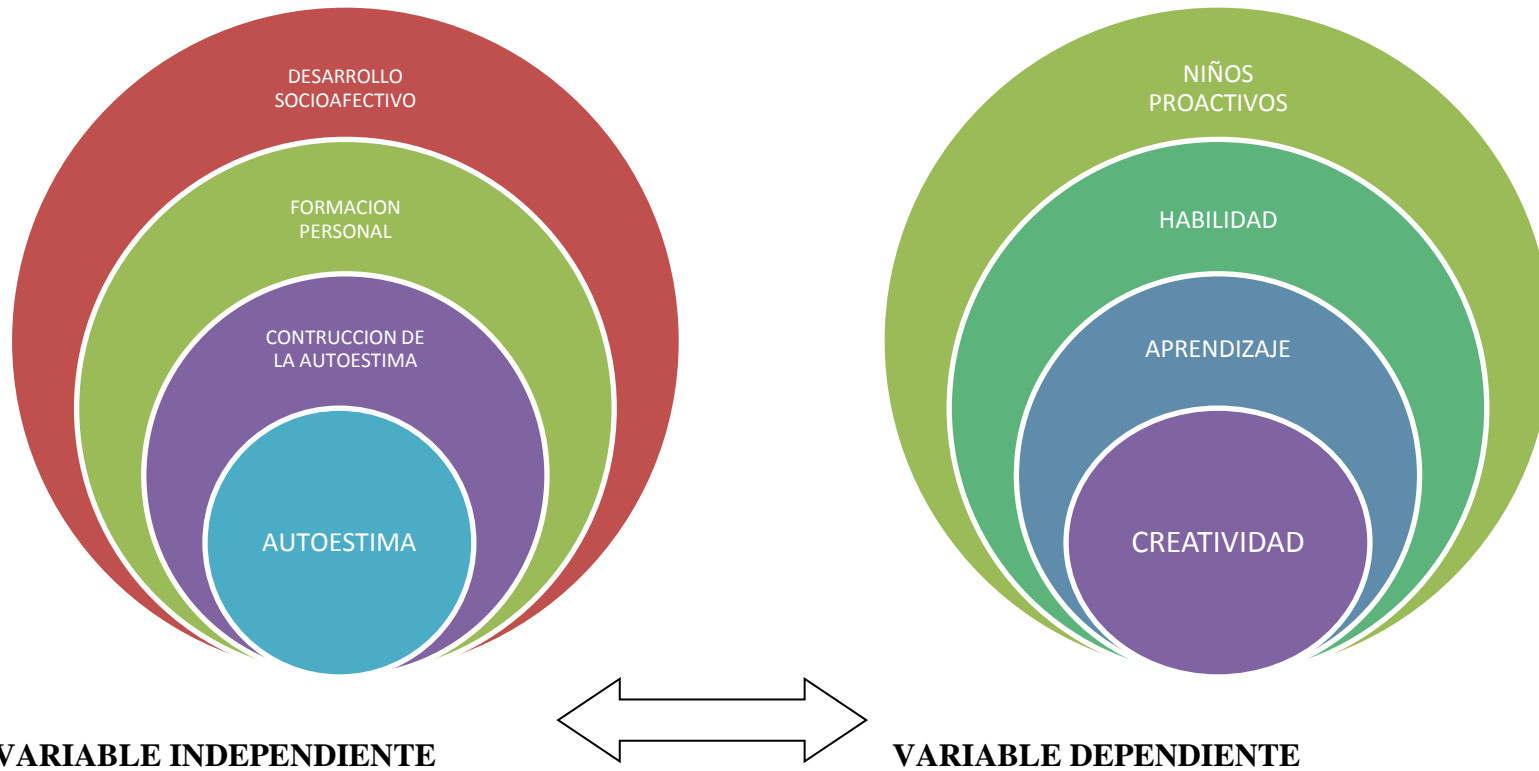 DESARROLLO
SOCIOAFECTIVO
FORMACION
PERSONAL
CONTRUCCION DE
LA AUTOESTIMA
AUTOESTIMA
NIÑOS
PROACTIVOS
HABILIDAD
APRENDIZAJE
CREATIVIDAD
VARIABLE INDEPENDIENTE
VARIABLE DEPENDIENTE